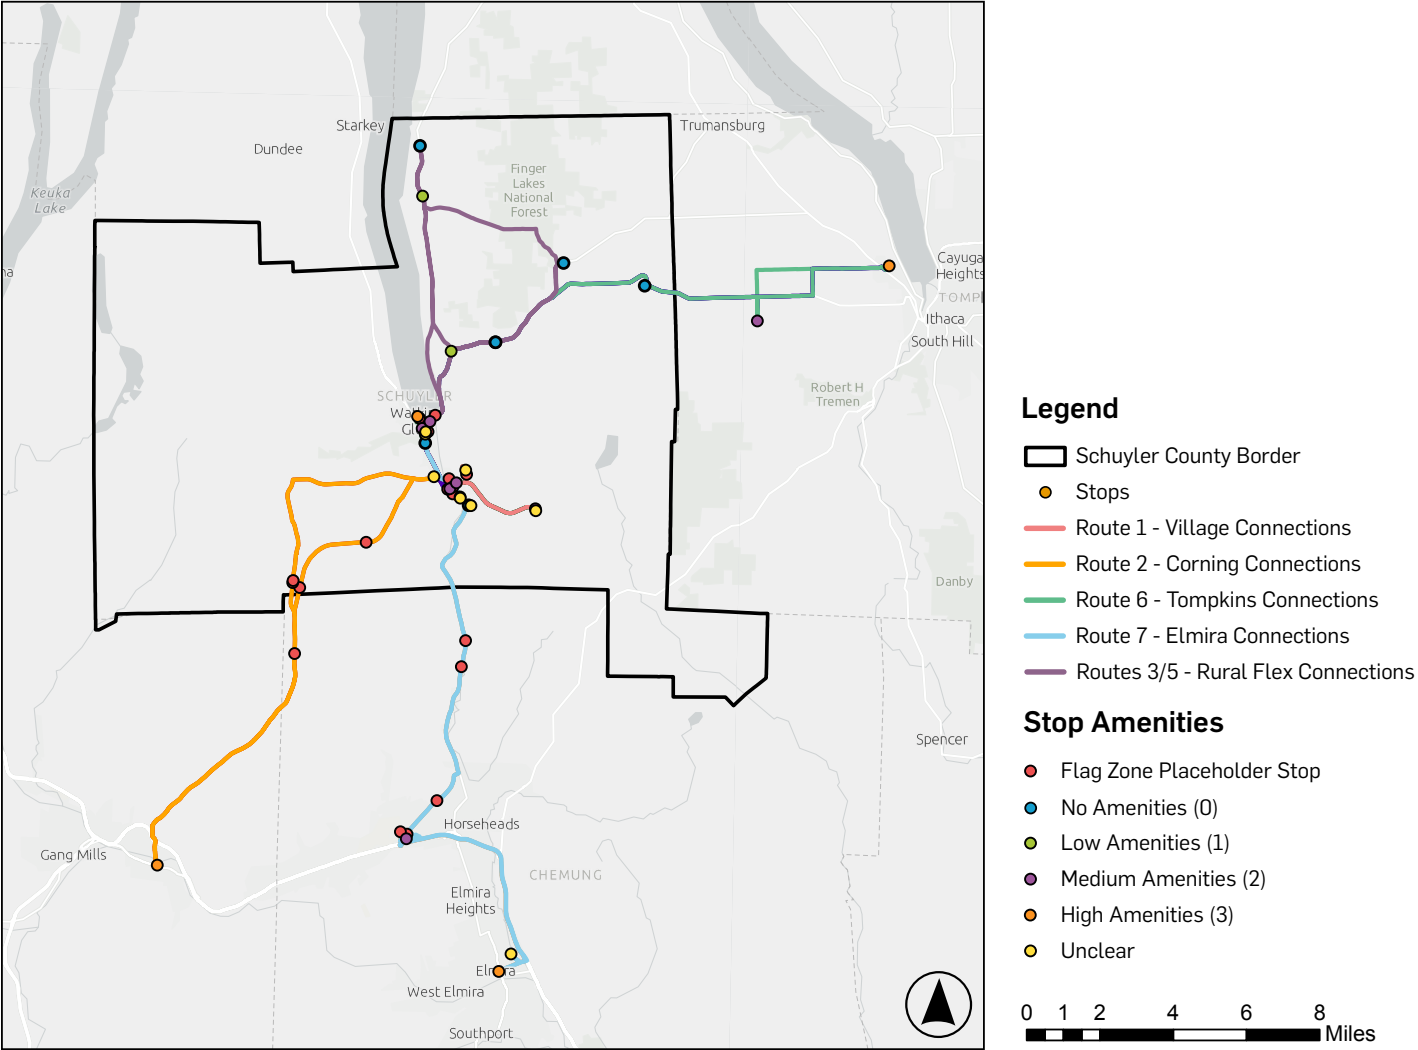 Starkey
Trumansburg
Dundee
Finger
Lakes
National
Forest
Keuka
Lake
Cayuga
Heights
Ithaca
South Hill
Robert H
Tremen
SCHUYLER
Danby
Spencer
Horseheads
Gang Mills
CHEMUNG
Elmira
Heights
West Elmira
Southport
Legend
Schuyler County Border
Stops
Route 1 - Village Connections
Route 2 - Corning Connections
Route 6 - Tompkins Connections
Route 7 - Elmira Connections
Routes 3/5 - Rural Flex Connections
Stop Amenities
Flag Zone Placeholder Stop
No Amenities (0)
Low Amenities (1)
Medium Amenities (2)
High Amenities (3)
Unclear
0 1 2 4 6 8
Miles